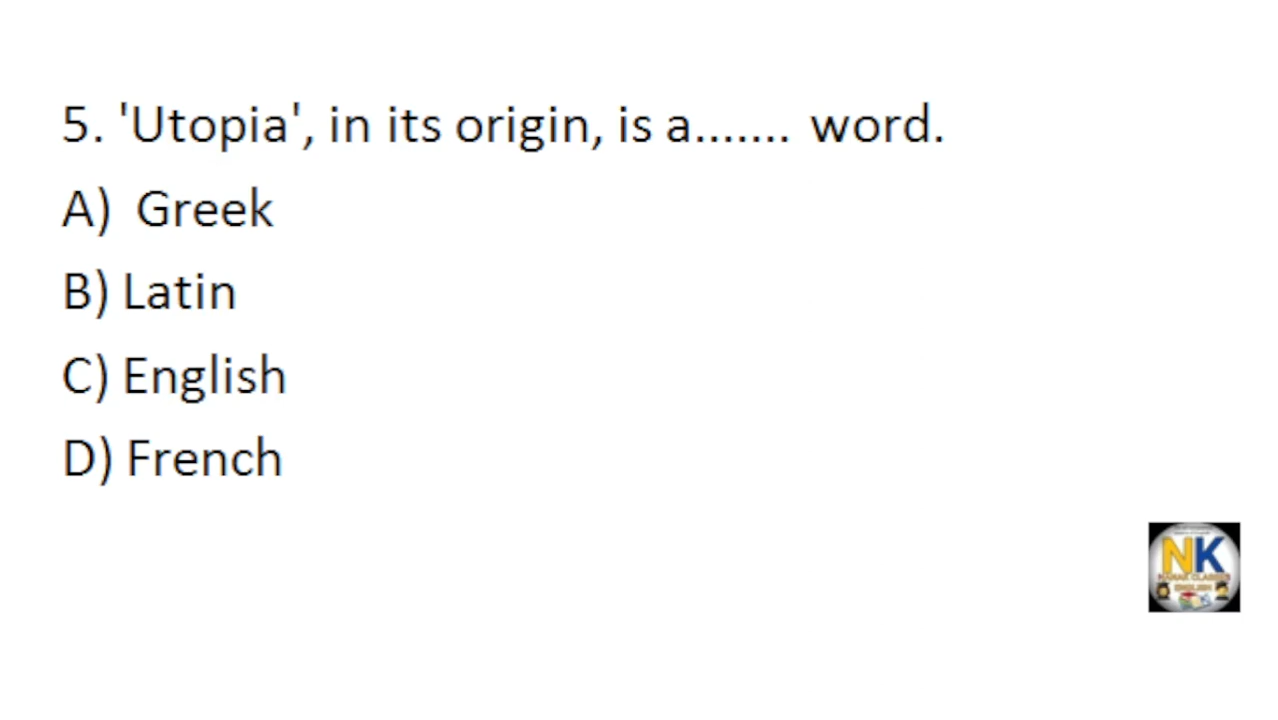 5. 'Utopia', in its origin, is a....... word.
A) Greek
B) Latin
C) English
D) French
NK